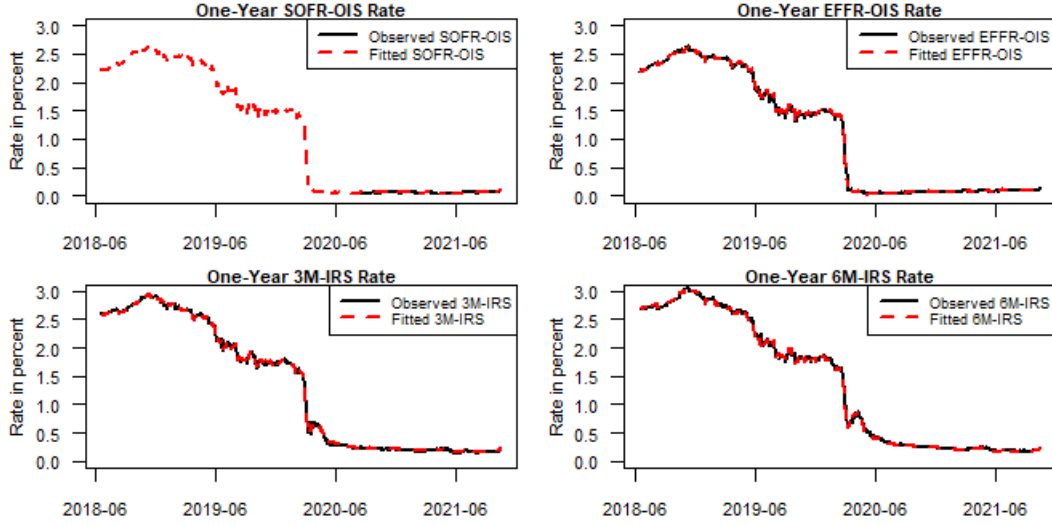 One-Year SOFR-OIS Rate
Rate in percent
3.0
2.5
2.0
1.5
1.0
0.5
0.0
Observed SOFR-OIS
Fitted SOFR-OIS
2018-06
2019-06
2020-06
2021-06
One-Year EFFR-OIS Rate
Rate in percent
3.0
2.5
2.0
1.5
1.0
0.5
0.0
Observed EFFR-OIS
Fitted EFFR-OIS
2018-06
2019-06
2020-06
2021-06
One-Year 3M-IRS Rate
Rate in percent
3.0
2.5
2.0
1.5
1.0
0.5
0.0
Observed 3M-IRS
Fitted 3M-IRS
2018-06
2019-06
2020-06
2021-06
One-Year 6M-IRS Rate
Rate in percent
3.0
2.5
2.0
1.5
1.0
0.5
0.0
Observed 6M-IRS
Fitted 6M-IRS
2018-06
2019-06
2020-06
2021-06